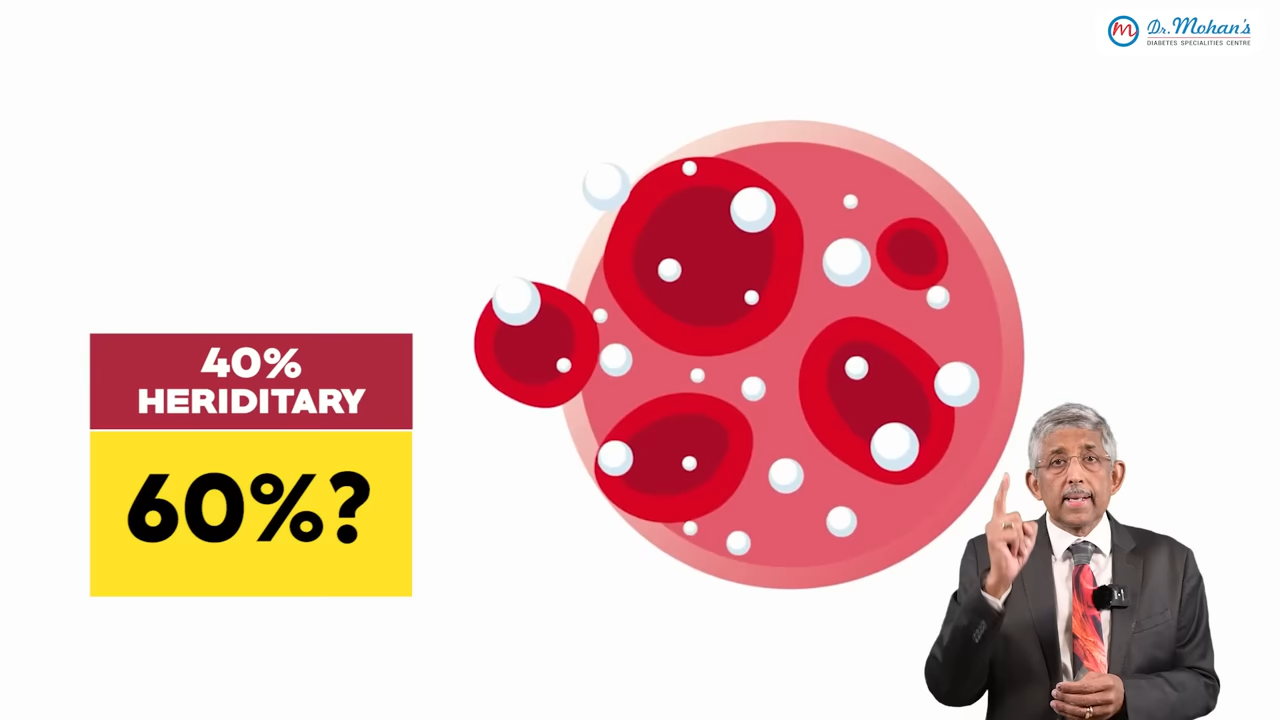 Dr. Mohan's
DIABETES SPECIALITIES CENTRE
40%
HERIDITARY
60%?